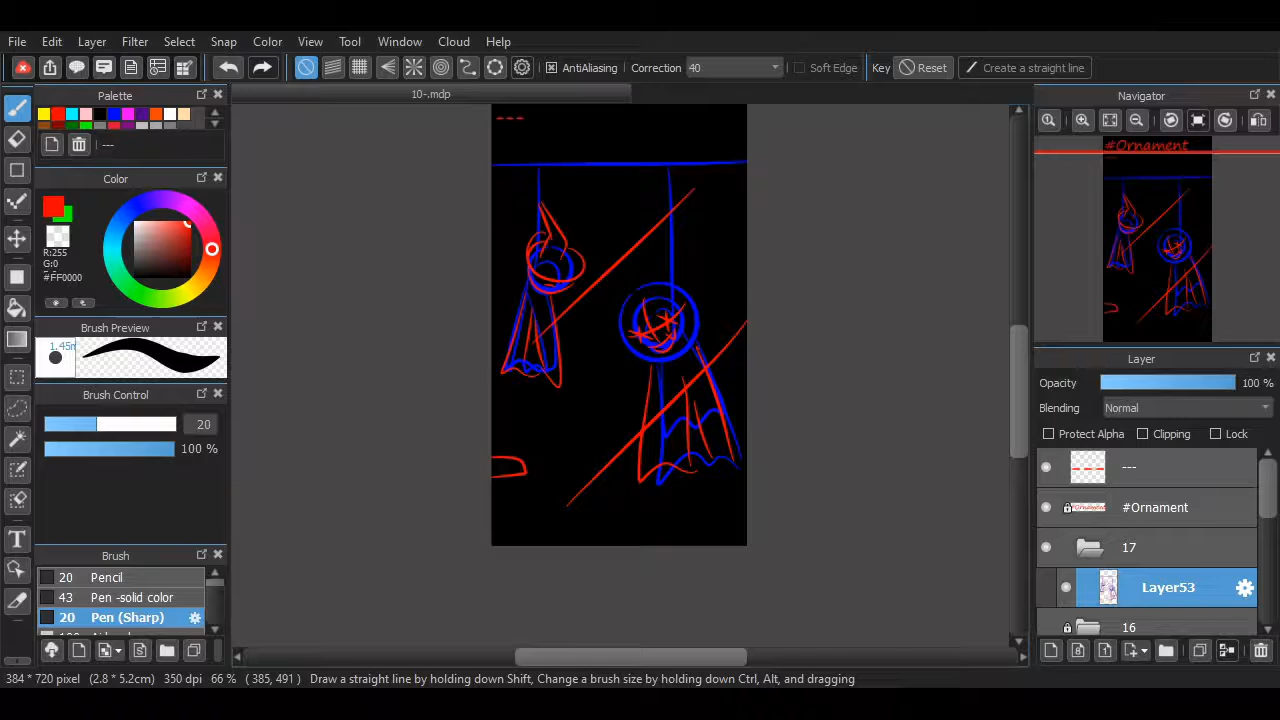 File Edit Layer Filter Select Snap Color View Tool Window Cloud Help
AntiAliasing Correction 40 Soft Edge Key Reset Create a straight line
Palette
10-.mdp
Navigator
---
---
#Ornament
Color
R:255
G:0
#FF0000
Brush Preview
Brush Control
20
100 %
Layer
Opacity 100 %
Blending Normal
Protect Alpha Clipping Lock
---
#Ornament
17
Layer53
16
Brush
20 Pencil
43 Pen -solid color
20 Pen (Sharp)
384 * 720 pixel (2.8 * 5.2cm) 350 dpi 66 % ( 385, 491 ) Draw a straight line by holding down Shift, Change a brush size by holding down Ctrl, Alt, and dragging